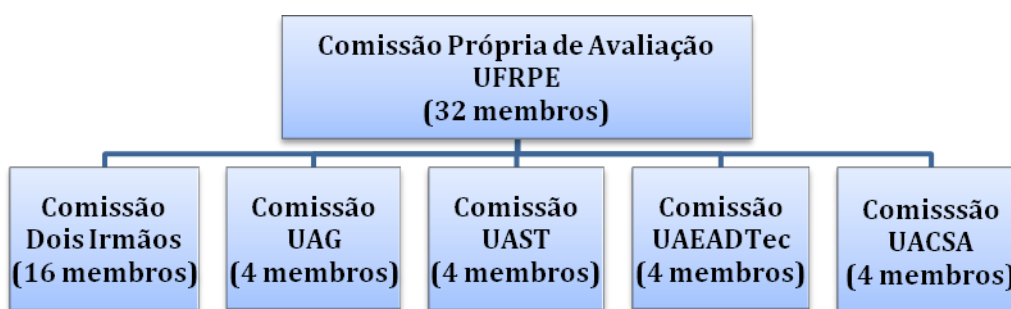 Comissão Própria de Avaliação
UFRPE
(32 membros)
Comissão
Dois Irmãos
(16 membros)
Comissão
UAG
(4 membros)
Comissão
UAST
(4 membros)
Comissão
UAEADTec
(4 membros)
Comisssão
UACSA
(4 membros)